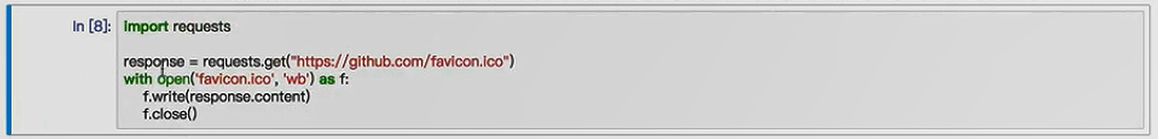 In [8]: import requests

response = requests.get("https://github.com/favicon.ico")
with open('favicon.ico', 'wb') as f:
    f.write(response.content)
    f.close()